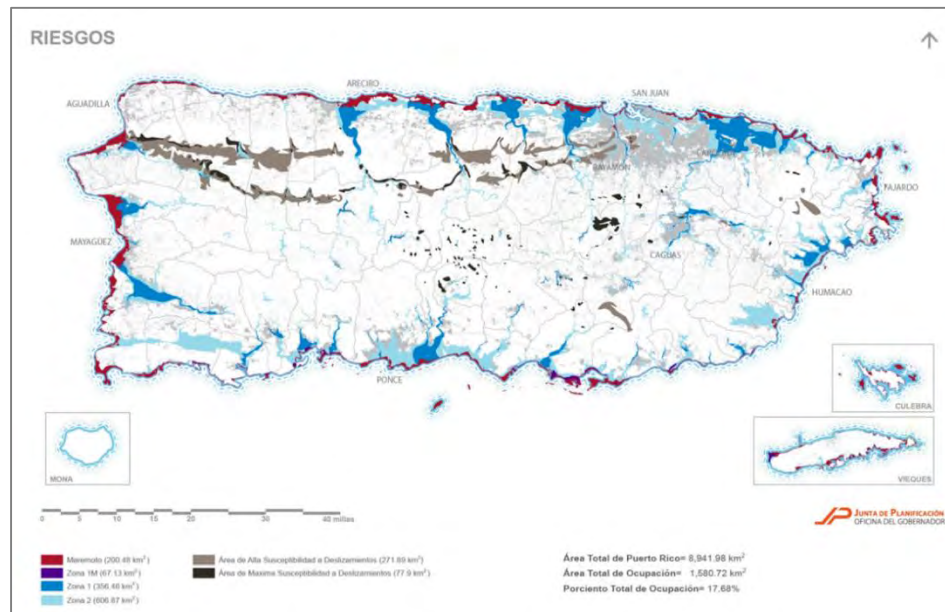 RIESGOS
ARECIBO
SAN JUAN
AGUADILLA
BAYAMÓN
FAJARDO
MAYAGÜEZ
CAGUAS
HUMACAO
PONCE
CULEBRA
MONA
VIEQUES
0 5 10 15 20 30 40 millas
JUNTA DE PLANIFICACIÓN
OFICINA DEL GOBERNADOR
Maremoto (200.48 km²)
Zona 1M (67.13 km²)
Zona 1 (356.46 km²)
Zona 2 (606.87 km²)
Área de Alta Susceptibilidad a Deslizamientos (271.69 km²)
Área de Maxima Susceptibilidad a Deslizamientos (77.9 km²)
Área Total de Puerto Rico= 8,941.98 km²
Área Total de Ocupación= 1,580.72 km²
Porciento Total de Ocupación= 17.68%